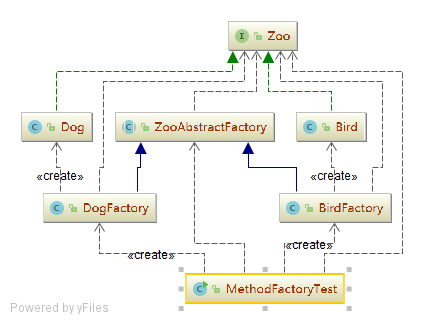 I Zoo
C Dog
C ZooAbstractFactory
C Bird
«create»
«create»
C DogFactory
C BirdFactory
«create»
«create»
C MethodFactoryTest
Powered by yFiles